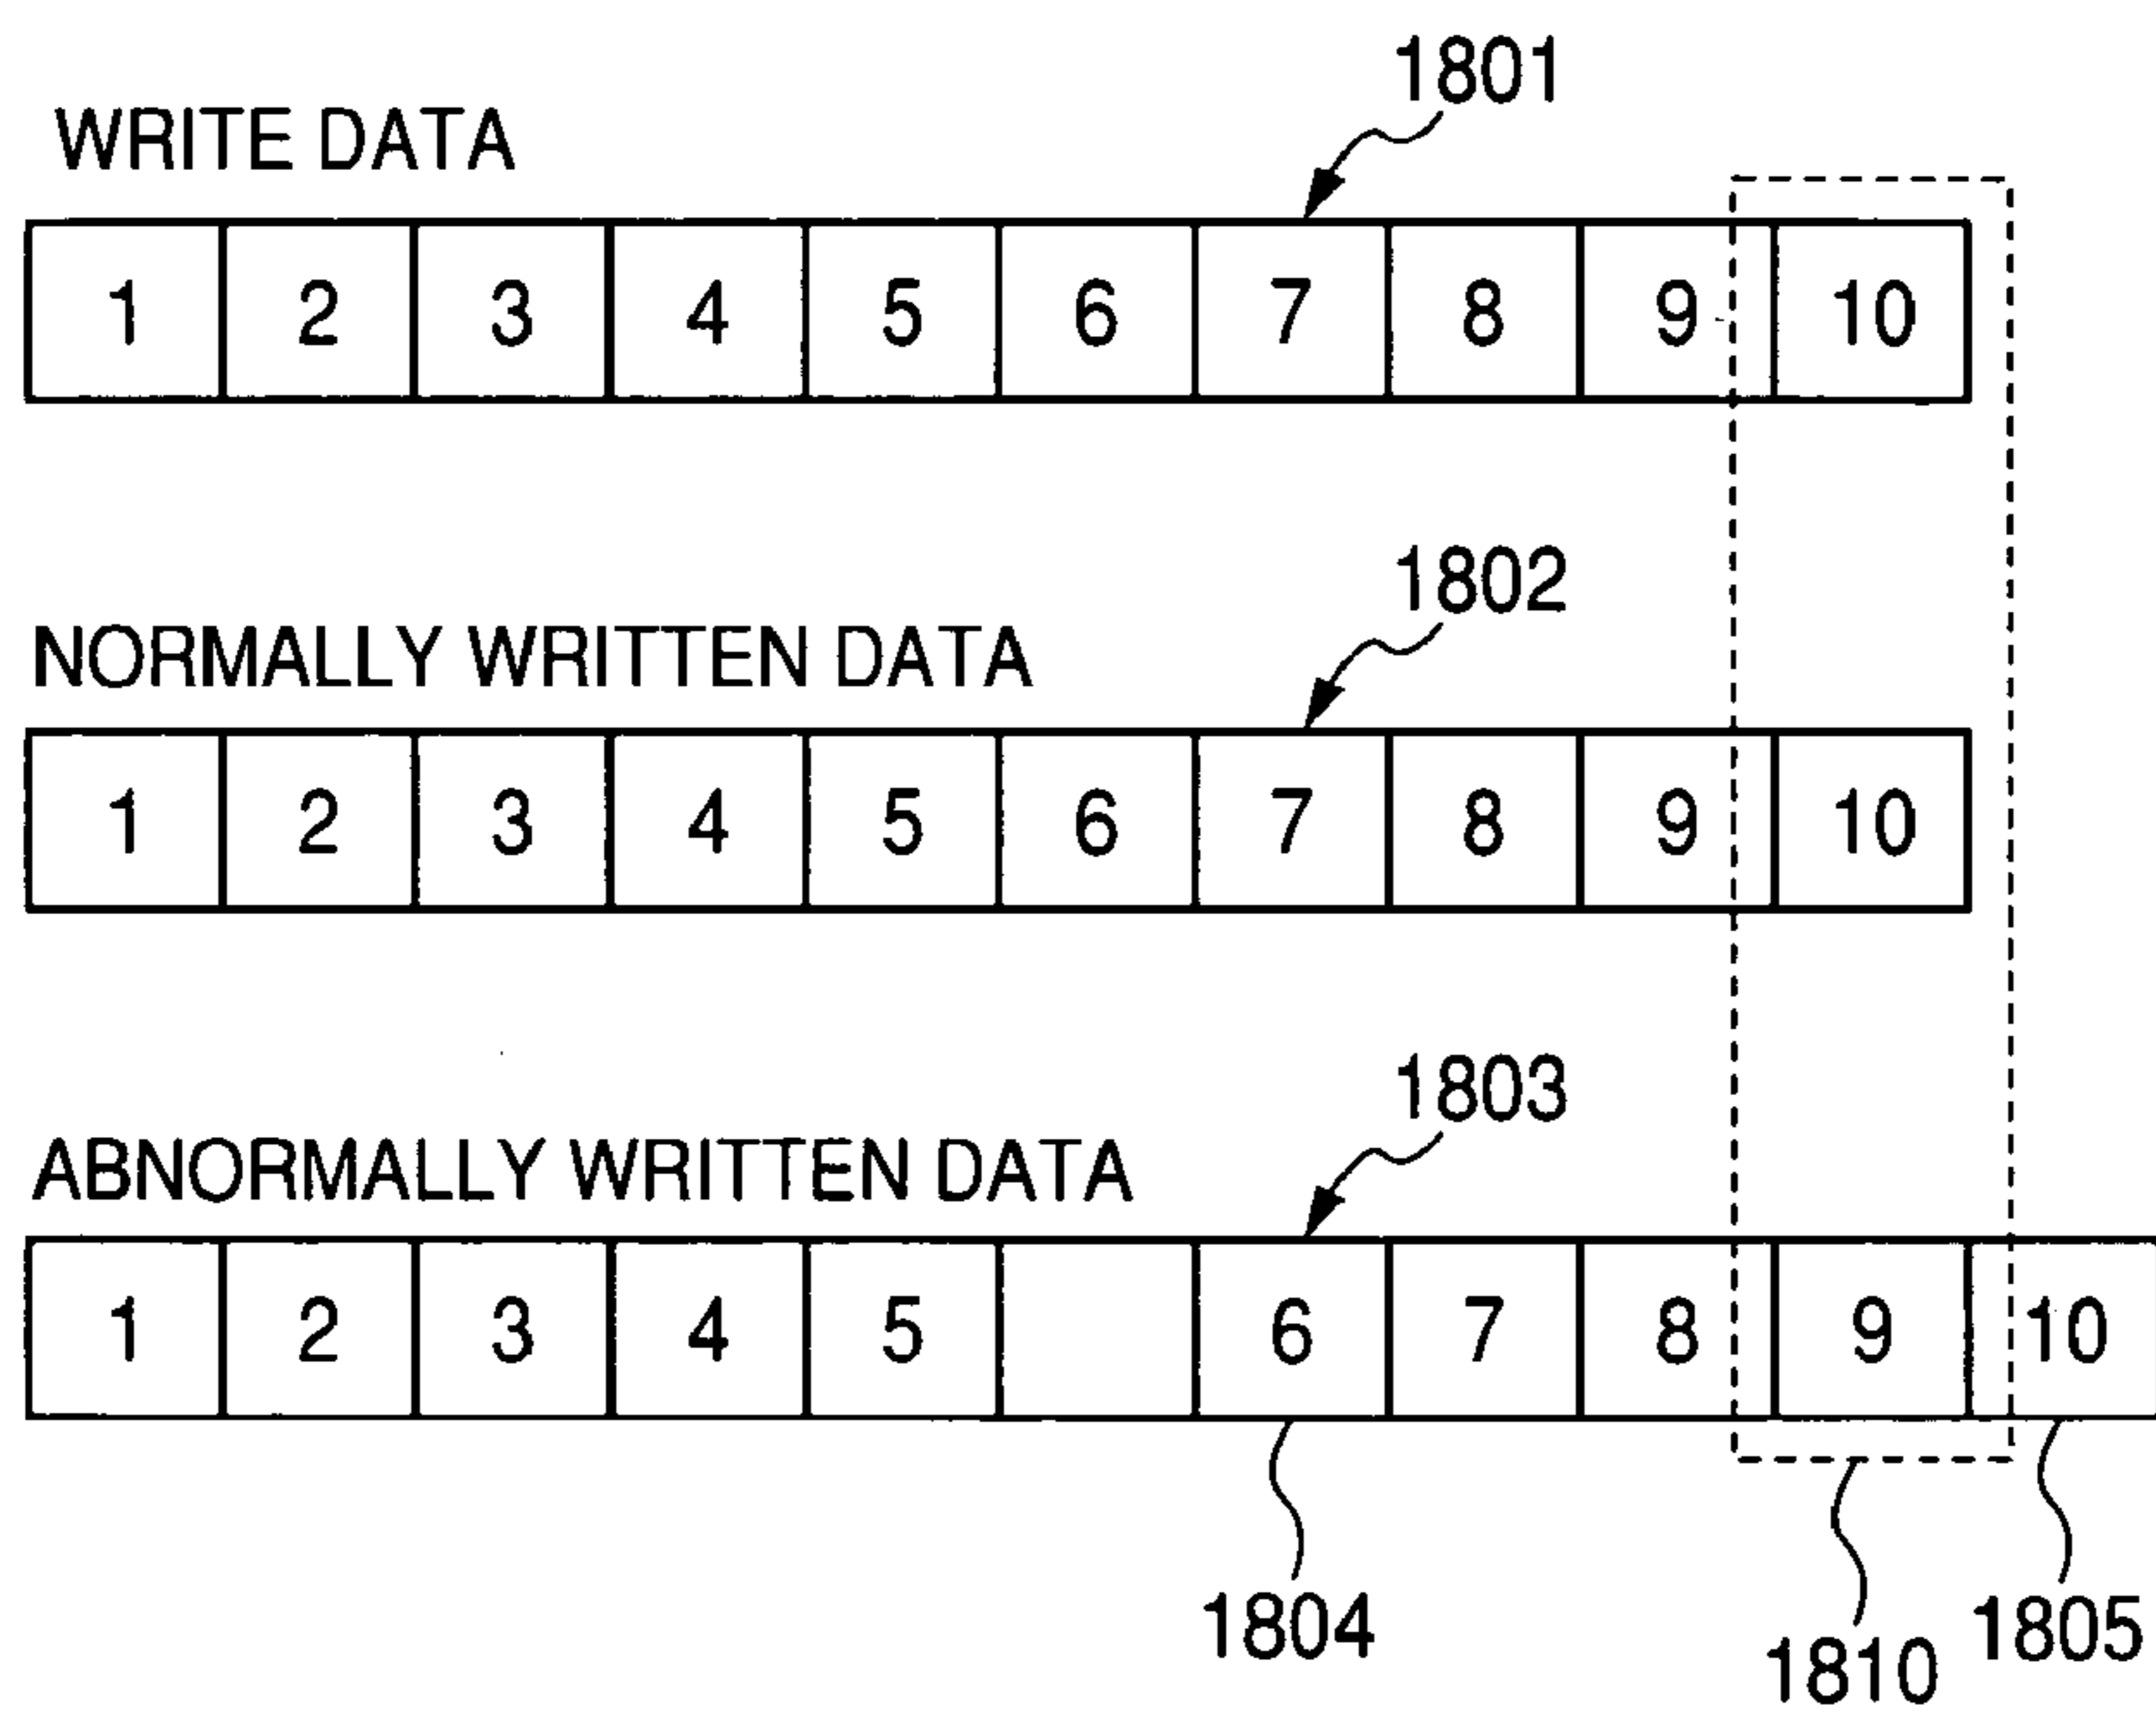 1801
WRITE DATA
1 2 3 4 5 6 7 8 9 10
1802
NORMALLY WRITTEN DATA
1 2 3 4 5 6 7 8 9 10
1803
ABNORMALLY WRITTEN DATA
1 2 3 4 5 6 7 8 9 10
1804
1805
1810